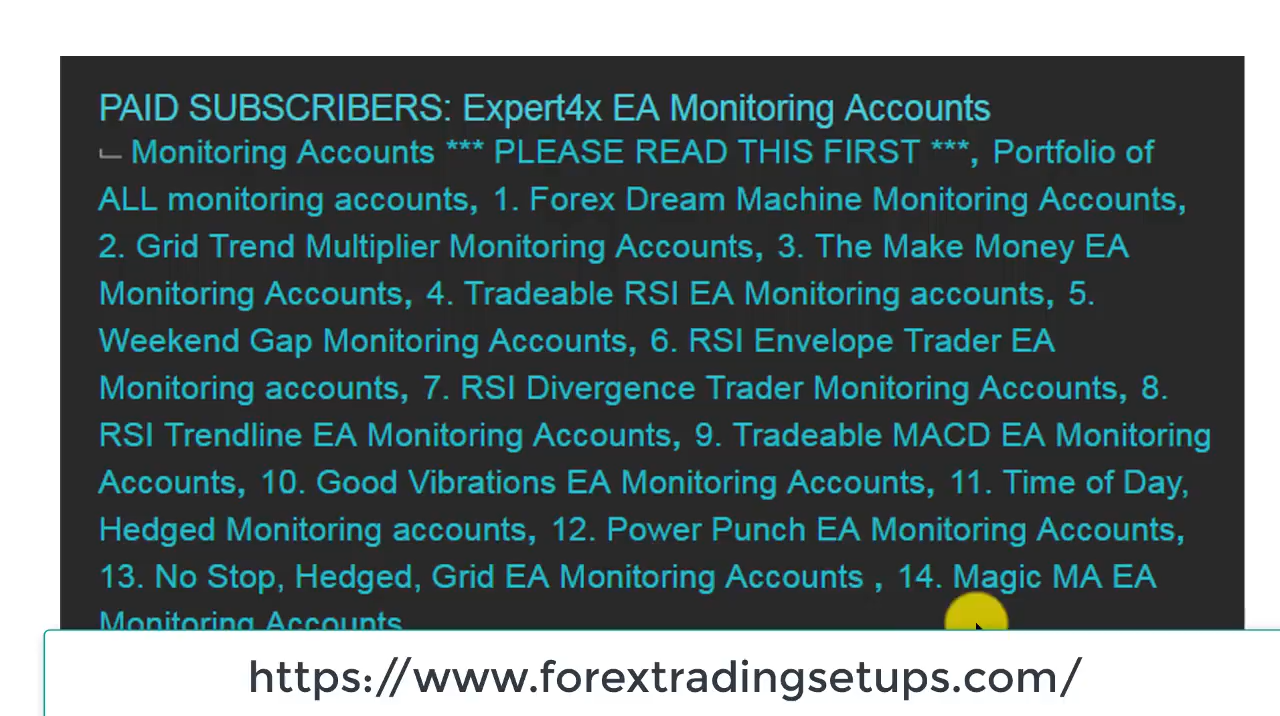 PAID SUBSCRIBERS: Expert4x EA Monitoring Accounts
Monitoring Accounts *** PLEASE READ THIS FIRST ***, Portfolio of
ALL monitoring accounts, 1. Forex Dream Machine Monitoring Accounts,
2. Grid Trend Multiplier Monitoring Accounts, 3. The Make Money EA
Monitoring Accounts, 4. Tradeable RSI EA Monitoring accounts, 5.
Weekend Gap Monitoring Accounts, 6. RSI Envelope Trader EA
Monitoring accounts, 7. RSI Divergence Trader Monitoring Accounts, 8.
RSI Trendline EA Monitoring Accounts, 9. Tradeable MACD EA Monitoring
Accounts, 10. Good Vibrations EA Monitoring Accounts, 11. Time of Day,
Hedged Monitoring accounts, 12. Power Punch EA Monitoring Accounts,
13. No Stop, Hedged, Grid EA Monitoring Accounts , 14. Magic MA EA
Monitoring Accounts
https://www.forextradingsetups.com/